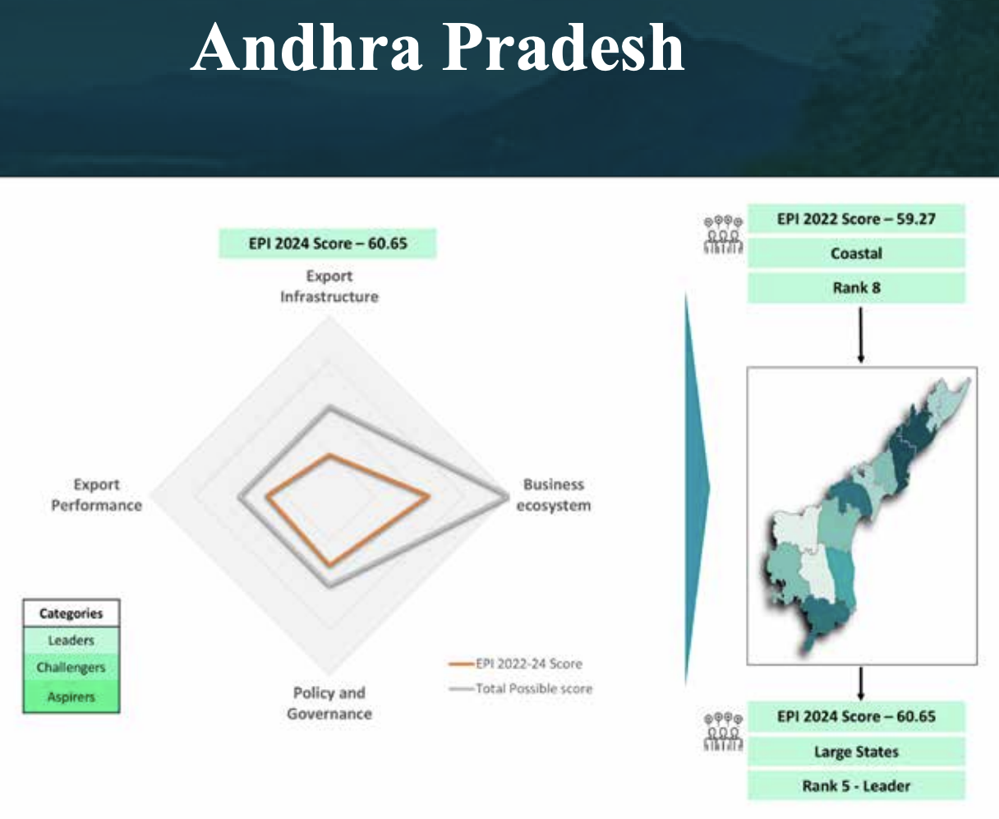 Andhra Pradesh
EPI 2024 Score – 60.65
Export
Infrastructure
Export
Performance
Business
ecosystem
Policy and
Governance
EPI 2022-24 Score
Total Possible score
Categories
Leaders
Challengers
Aspirers
EPI 2022 Score – 59.27
Coastal
Rank 8
EPI 2024 Score – 60.65
Large States
Rank 5 - Leader